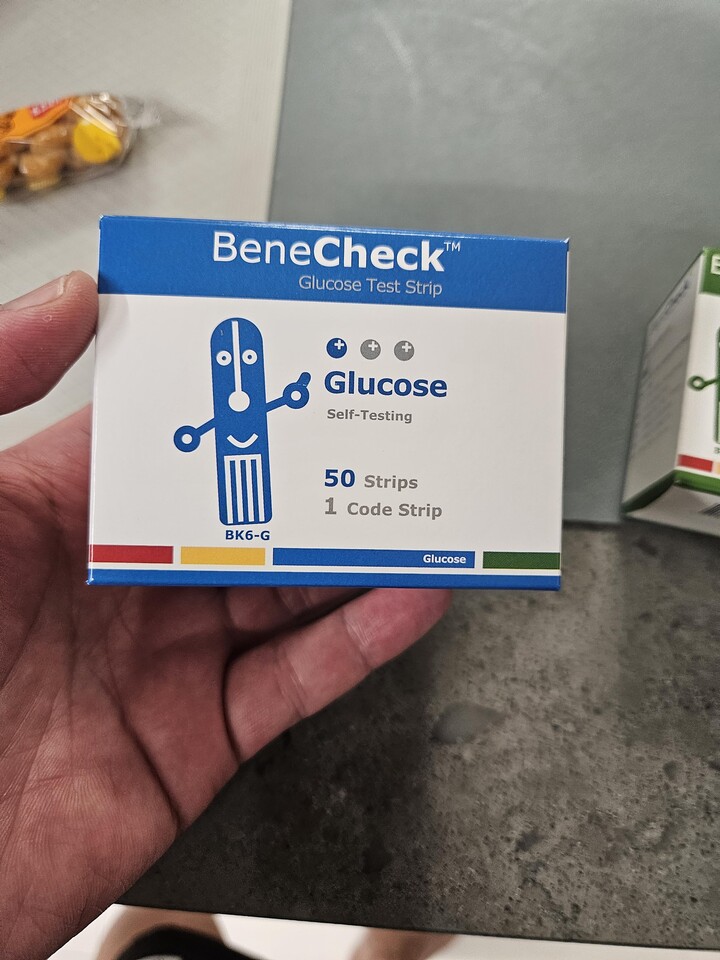 BeneCheck™
Glucose Test Strip
Glucose
Self-Testing
50 Strips
1 Code Strip
BK6-G
Glucose